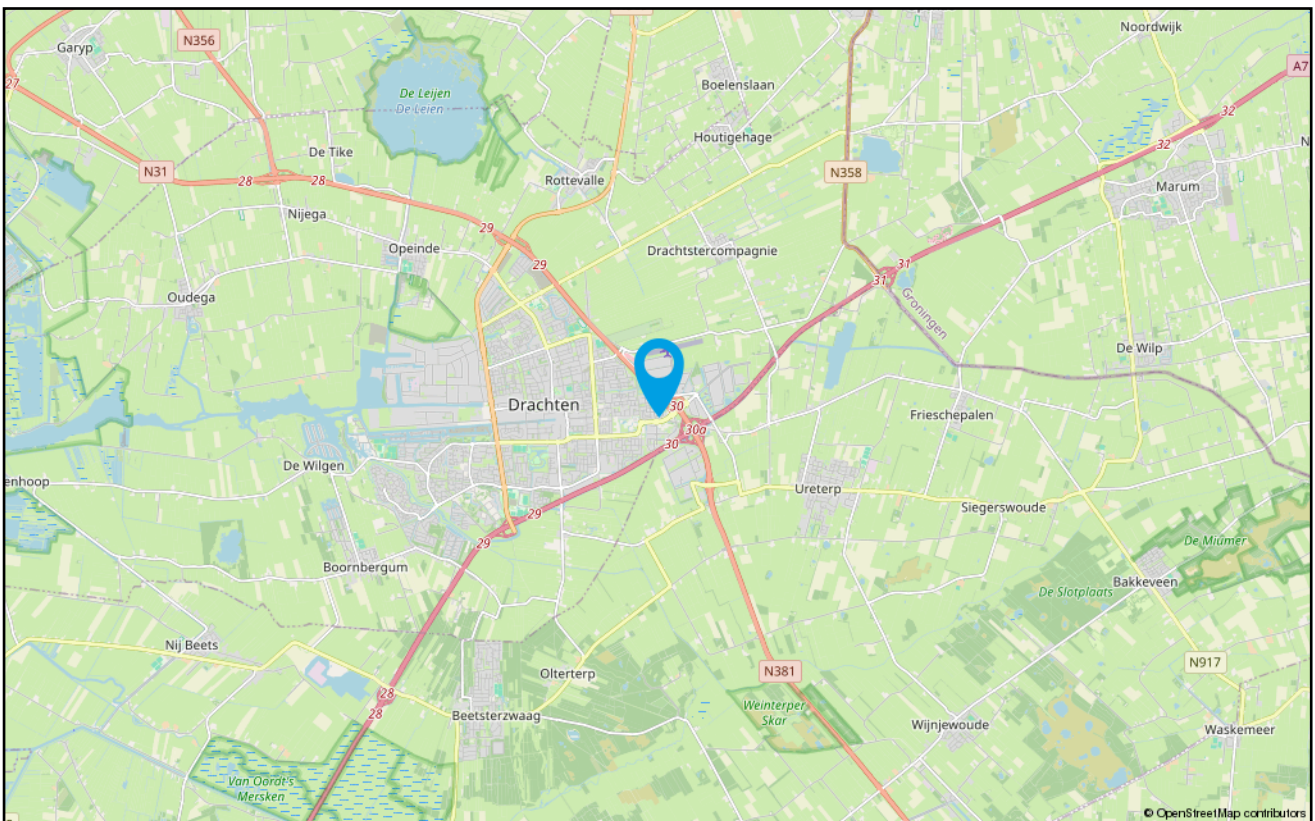 Noordwijk
Garyp
N356
A7
27
Boelenslaan
De Leijen
De Leien
32
Houtigehage
32
De Tike
N31
28
28
Rottevalle
N358
Marum
Nijega
29
Opeinde
Drachtstercompagnie
29
31
31
Oudega
Groningen
De Wilp
Drachten
30
Frieschepalen
30a
30
De Wilgen
enhoop
Ureterp
Siegerswoude
29
29
De Miumer
Boornbergum
Bakkeveen
De Slotplaats
Nij Beets
Olterterp
N381
N917
28
28
Weinterper
Skar
Beetsterzwaag
Wijnjewoude
Waskemeer
Van Oordt's
Mersken
© OpenStreetMap contributors